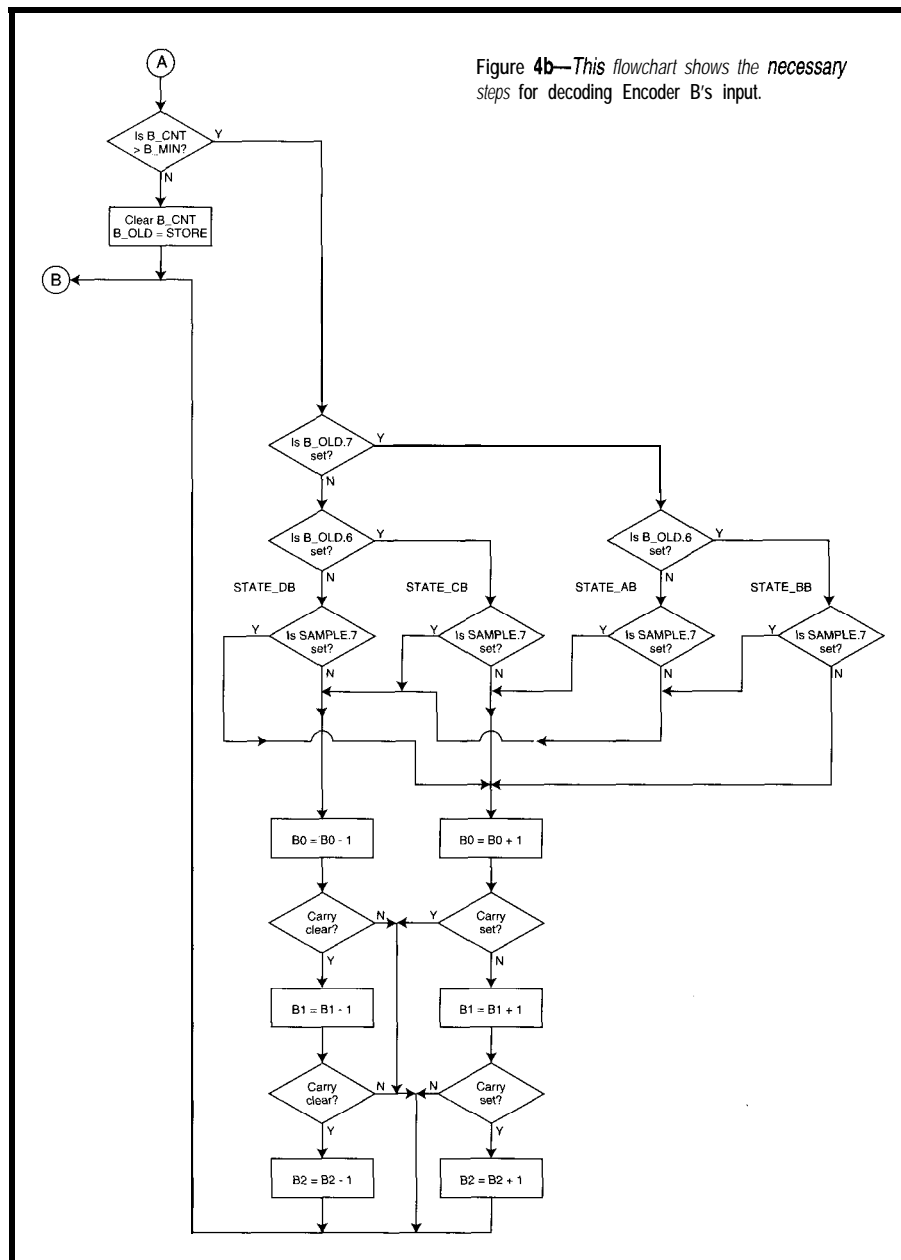 A
Figure 4b—This flowchart shows the necessary
steps for decoding Encoder B's input.
Is B_CNT
> B_MIN?
Y
N
Clear B_CNT
B_OLD = STORE
B
Is B_OLD.7
set?
Y
N
Is B_OLD.6
set?
Y
N
Is B_OLD.6
set?
Y
N
STATE_DB
STATE_CB
STATE_AB
STATE_BB
Y
Is SAMPLE.7
set?
N
Y
Is SAMPLE.7
set?
N
Y
Is SAMPLE.7
set?
N
Y
Is SAMPLE.7
set?
N
B0 = B0 - 1
B0 = B0 + 1
Carry
clear?
N
Y
Y
Carry
set?
N
B1 = B1 - 1
B1 = B1 + 1
Carry
clear?
N
Y
N
Carry
set?
Y
B2 = B2 - 1
B2 = B2 + 1